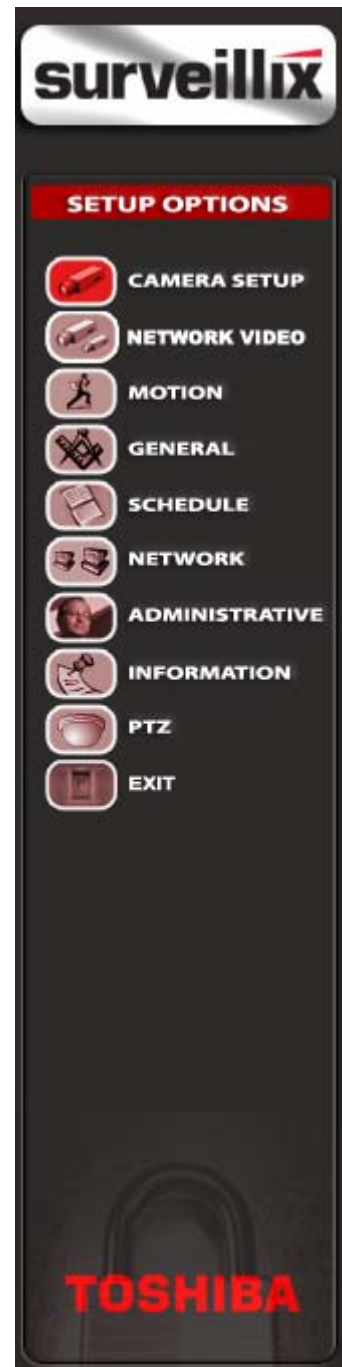 surveillix
SETUP OPTIONS
CAMERA SETUP
NETWORK VIDEO
MOTION
GENERAL
SCHEDULE
NETWORK
ADMINISTRATIVE
INFORMATION
PTZ
EXIT
TOSHIBA